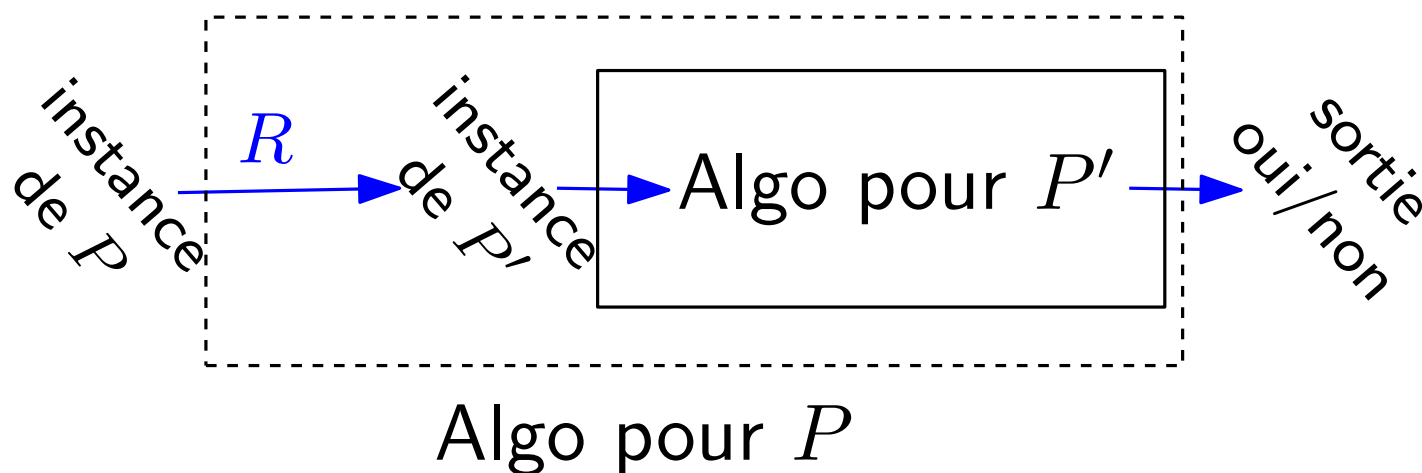 instance
de P
R
instance
de P′
Algo pour P′
sortie
oui/non
Algo pour P